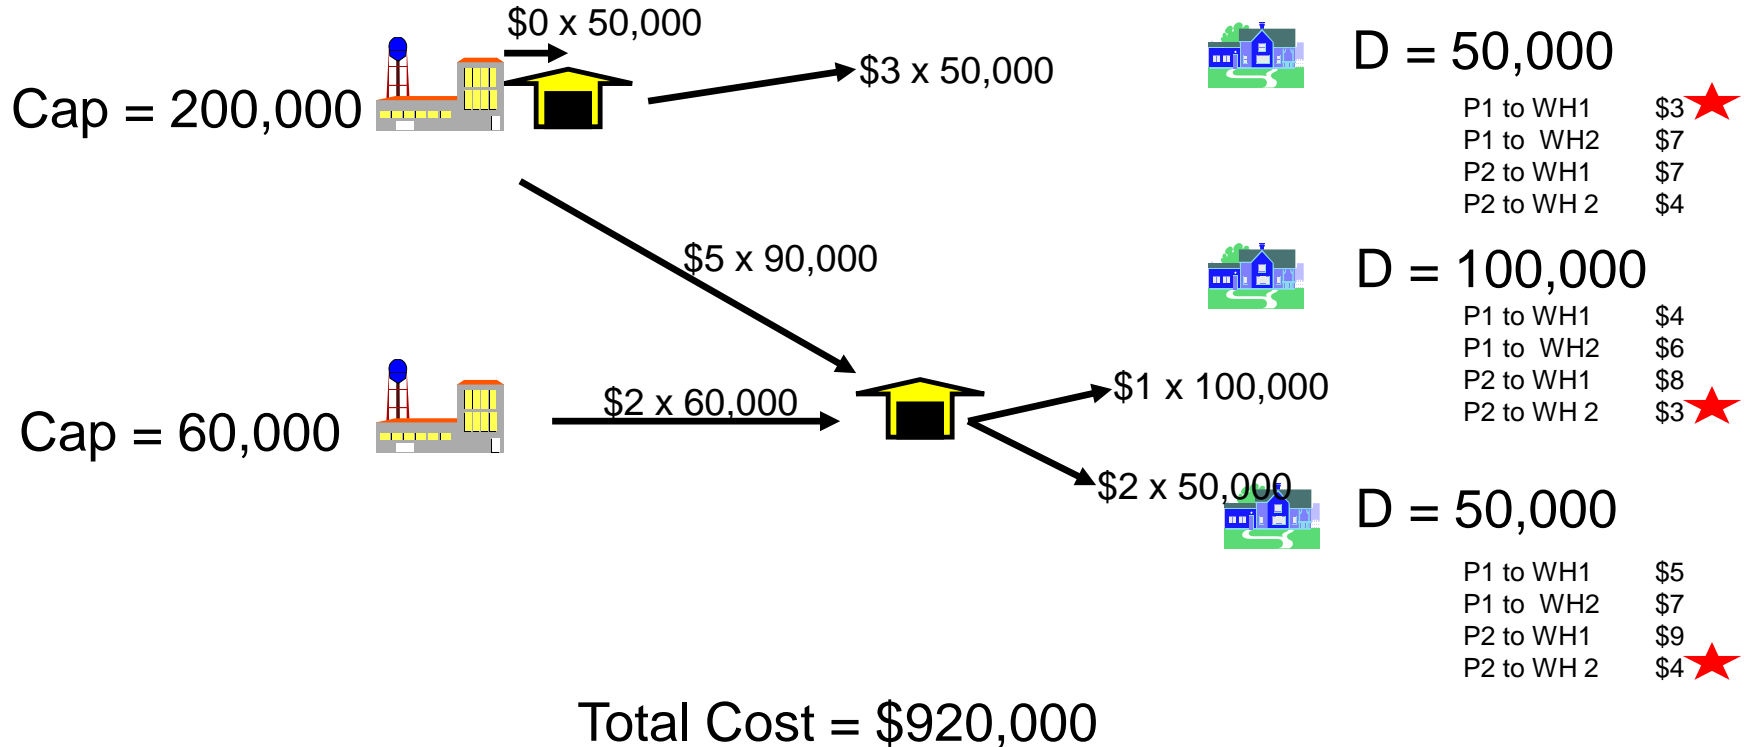 $0 x 50,000
Cap = 200,000
$3 x 50,000
D = 50,000
P1 to WH1 $3
P1 to WH2 $7
P2 to WH1 $7
P2 to WH 2 $4
$5 x 90,000
D = 100,000
P1 to WH1 $4
P1 to WH2 $6
P2 to WH1 $8
P2 to WH 2 $3
Cap = 60,000
$2 x 60,000
$1 x 100,000
$2 x 50,000
D = 50,000
P1 to WH1 $5
P1 to WH2 $7
P2 to WH1 $9
P2 to WH 2 $4
Total Cost = $920,000